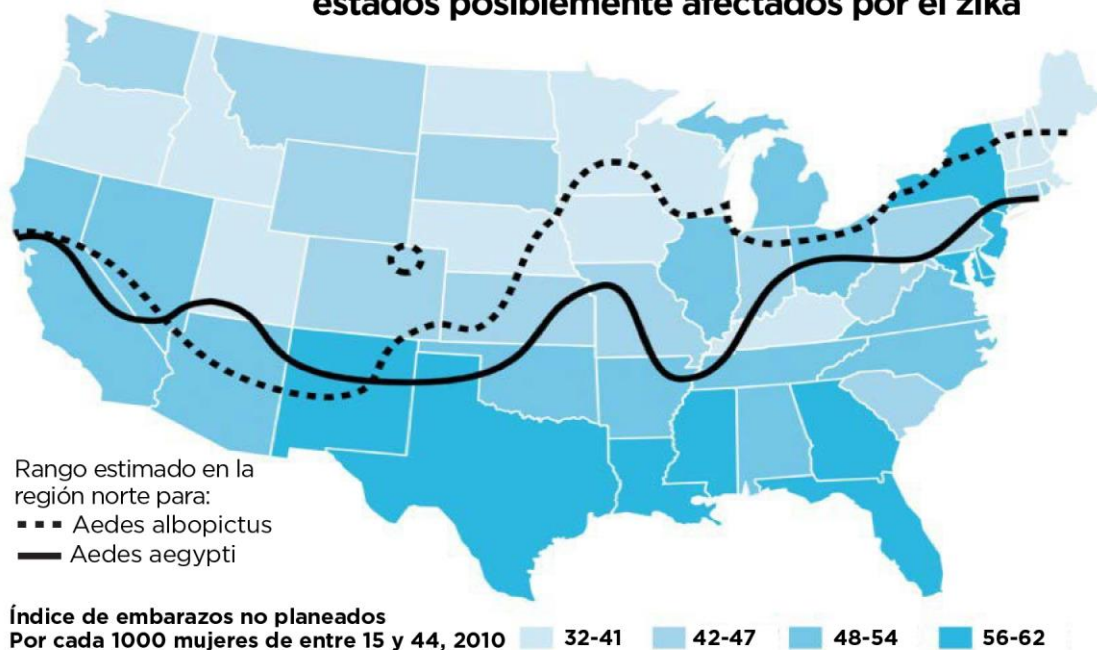 estados posiblemente afectados por el zika
Rango estimado en la
región norte para:
Aedes albopictus
Aedes aegypti
Índice de embarazos no planeados
Por cada 1000 mujeres de entre 15 y 44, 2010
32-41
42-47
48-54
56-62